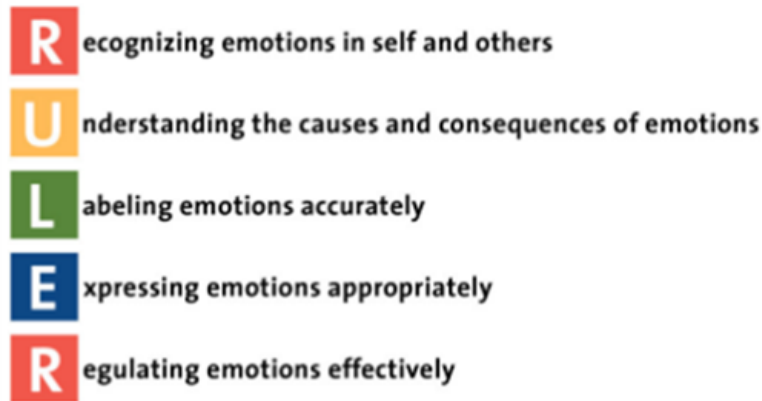 Recognizing emotions in self and others
Understanding the causes and consequences of emotions
Labeling emotions accurately
Expressing emotions appropriately
Regulating emotions effectively